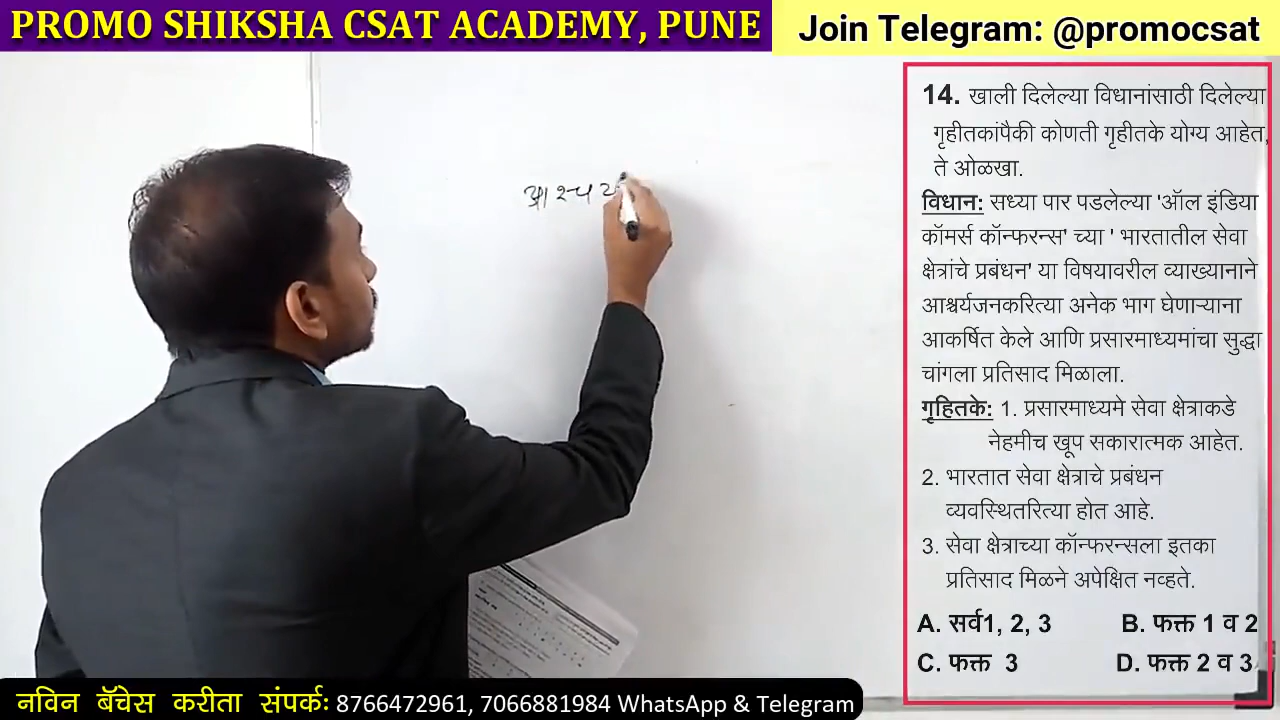 PROMO SHIKSHA CSAT ACADEMY, PUNE
Join Telegram: @promocsat
14. खाली दिलेल्या विधानांसाठी दिलेल्या
गृहीतकांपैकी कोणती गृहीतके योग्य आहेत,
ते ओळखा.
विधान: सध्या पार पडलेल्या 'ऑल इंडिया
कॉमर्स कॉन्फरन्स' च्या ' भारतातील सेवा
क्षेत्रांचे प्रबंधन' या विषयावरील व्याख्यानाने
आश्चर्यजनकरित्या अनेक भाग घेणाऱ्याना
आकर्षित केले आणि प्रसारमाध्यमांचा सुद्धा
चांगला प्रतिसाद मिळाला.
गृहितके: 1. प्रसारमाध्यमे सेवा क्षेत्राकडे
नेहमीच खूप सकारात्मक आहेत.
2. भारतात सेवा क्षेत्राचे प्रबंधन
व्यवस्थितरित्या होत आहे.
3. सेवा क्षेत्राच्या कॉन्फरन्सला इतका
प्रतिसाद मिळने अपेक्षित नव्हते.
A. सर्व1, 2, 3 B. फक्त 1 व 2
C. फक्त 3 D. फक्त 2 व 3
नविन बॅचेस करीता संपर्कः 8766472961, 7066881984 WhatsApp & Telegram